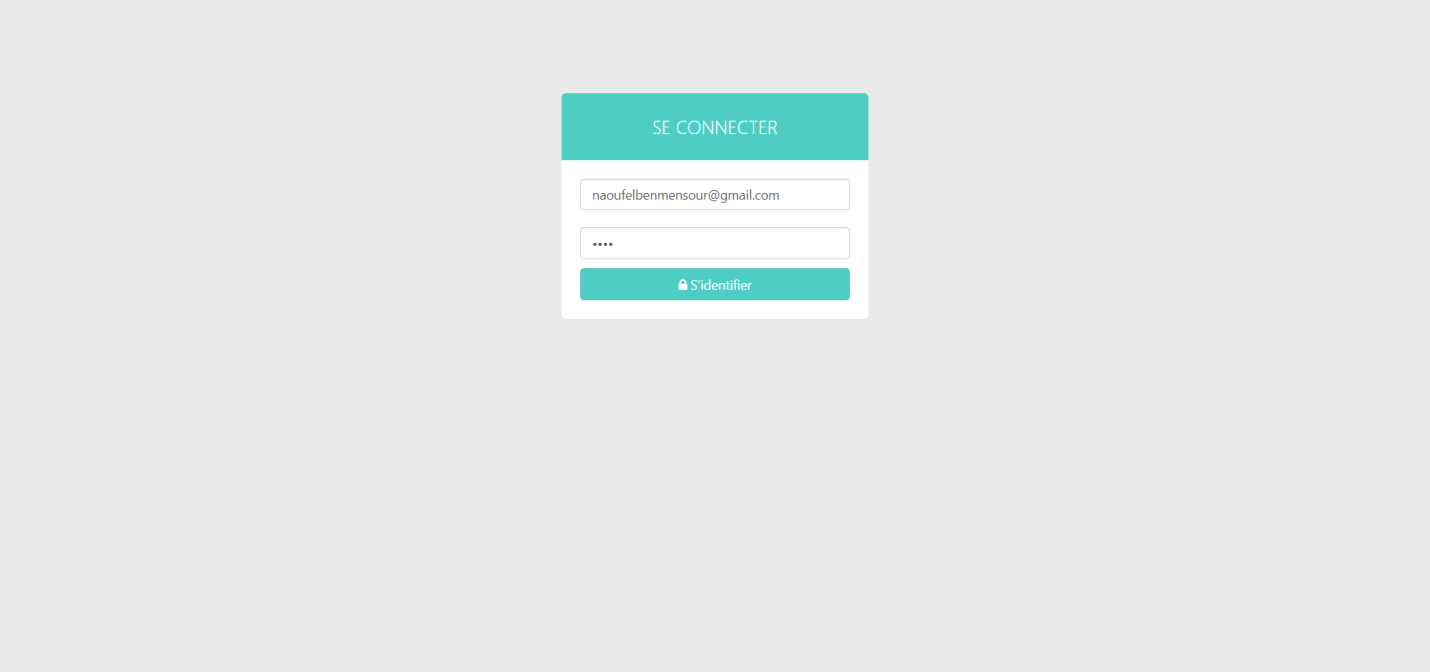 SE CONNECTER
naoufelbenmensour@gmail.com
••••
S'identifier